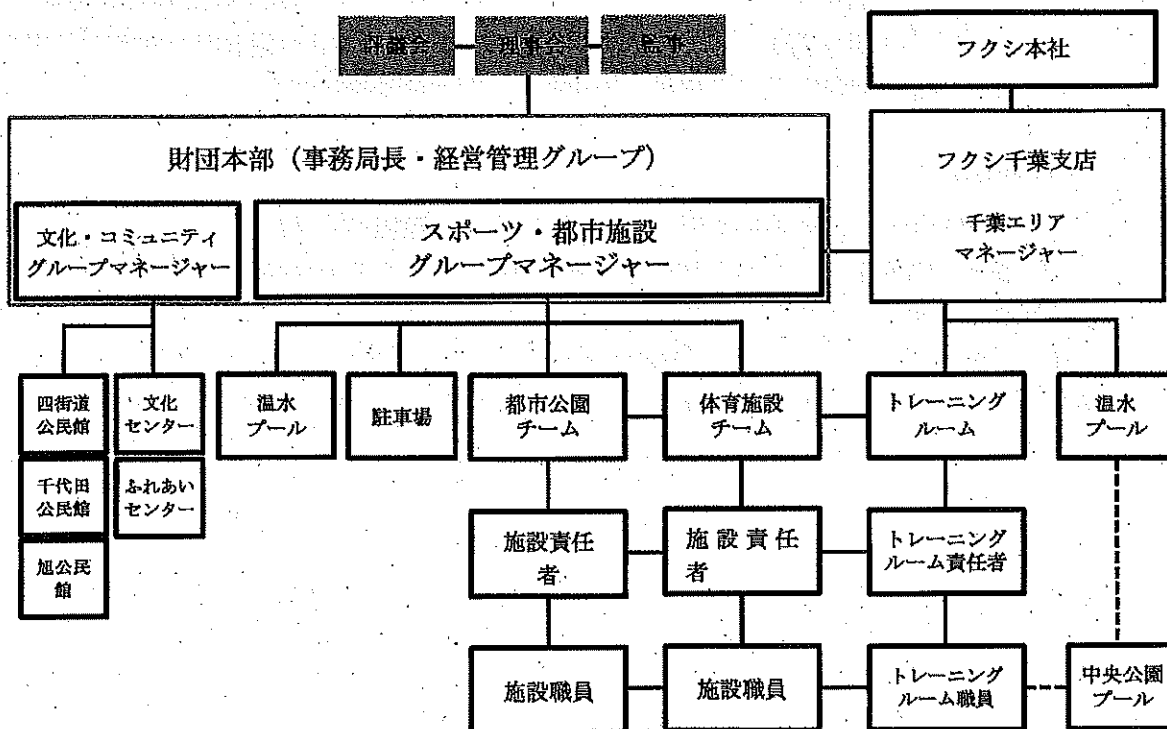 評議会
理事会
監事
フクシ本社
財団本部（事務局長・経営管理グループ）
フクシ千葉支店
千葉エリア
マネージャー
文化・コミュニティ
グループマネージャー
スポーツ・都市施設
グループマネージャー
四街道
公民館
文化
センター
温水
プール
駐車場
都市公園
チーム
体育施設
チーム
トレーニング
ルーム
温水
プール
千代田
公民館
ふれあい
センター
旭公民
館
施設責任
者
施設責任
者
トレーニング
ルーム責任者
施設職員
施設職員
トレーニング
ルーム職員
中央公園
プール